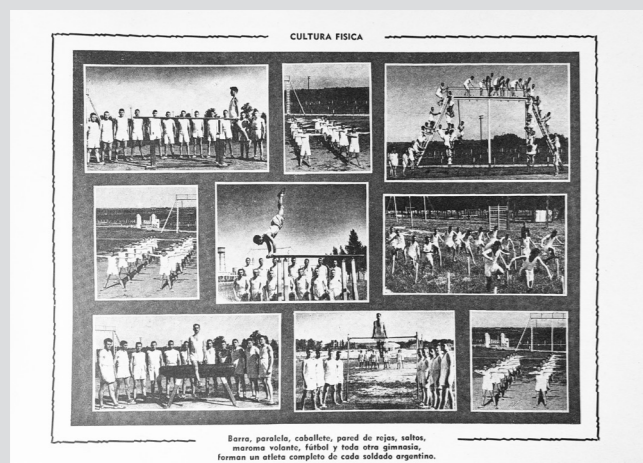 CULTURA FISICA
Barra, paralela, caballete, pared de rejas, saltos,
maroma volante, fútbol y toda otra gimnasia,
forman un atleta completo de cada soldado argentino.